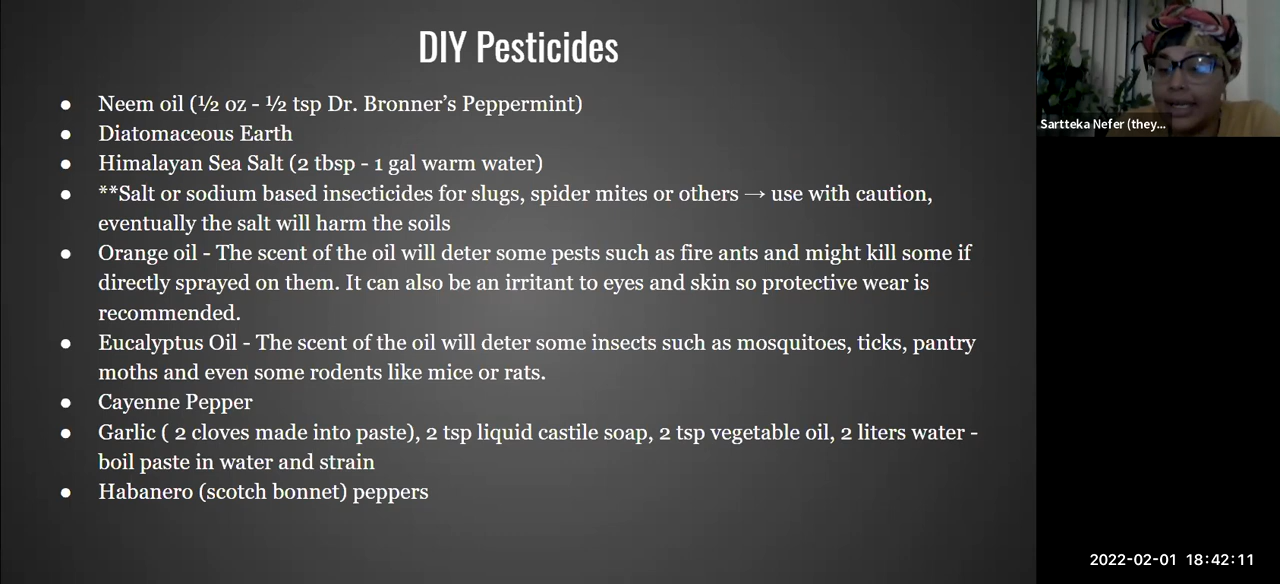 DIY Pesticides
● Neem oil (½ oz - ½ tsp Dr. Bronner’s Peppermint)
● Diatomaceous Earth
● Himalayan Sea Salt (2 tbsp - 1 gal warm water)
● **Salt or sodium based insecticides for slugs, spider mites or others → use with caution,
eventually the salt will harm the soils
● Orange oil - The scent of the oil will deter some pests such as fire ants and might kill some if
directly sprayed on them. It can also be an irritant to eyes and skin so protective wear is
recommended.
● Eucalyptus Oil - The scent of the oil will deter some insects such as mosquitoes, ticks, pantry
moths and even some rodents like mice or rats.
● Cayenne Pepper
● Garlic ( 2 cloves made into paste), 2 tsp liquid castile soap, 2 tsp vegetable oil, 2 liters water -
boil paste in water and strain
● Habanero (scotch bonnet) peppers
Sartteka Nefer (they...
2022-02-01 18:42:11